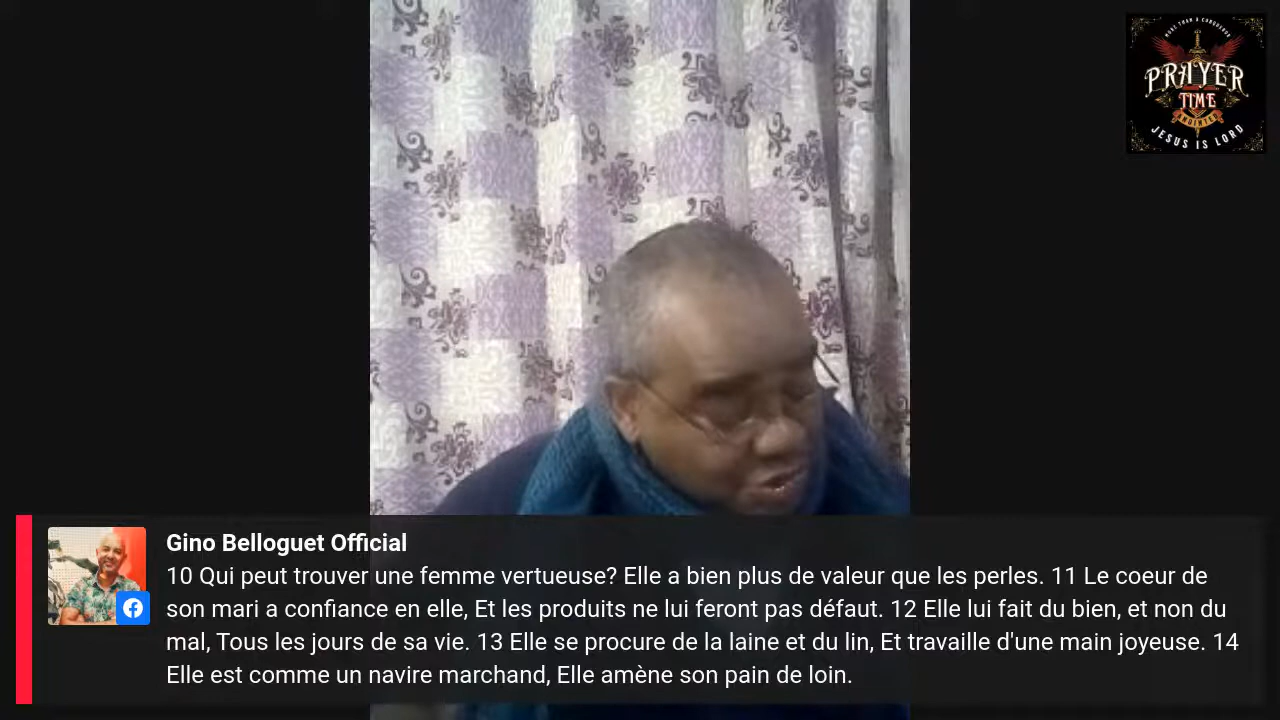 MORE THAN A CONQUEROR
PRAYER
TIME
ANOINTED
JESUS IS LORD
Gino Belloguet Official
10 Qui peut trouver une femme vertueuse? Elle a bien plus de valeur que les perles. 11 Le coeur de
son mari a confiance en elle, Et les produits ne lui feront pas défaut. 12 Elle lui fait du bien, et non du
mal, Tous les jours de sa vie. 13 Elle se procure de la laine et du lin, Et travaille d'une main joyeuse. 14
Elle est comme un navire marchand, Elle amène son pain de loin.